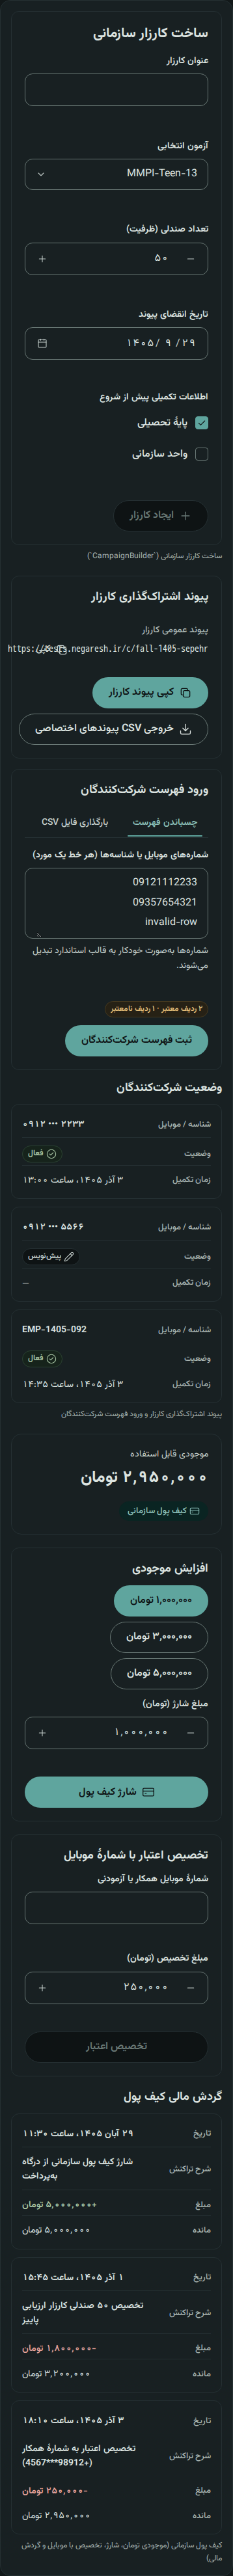 ساخت کارزار سازمانی
عنوان کارزار
آزمون انتخابی
MMPI-Teen-13
تعداد صندلی (ظرفیت)
۵۰
تاریخ انقضای پیوند
۱۴۰۵/ ۹ /۲۹
اطلاعات تکمیلی پیش از شروع
پایهٔ تحصیلی
واحد سازمانی
ایجاد کارزار
ساخت کارزار سازمانی (`CampaignBuilder`)
پیوند اشتراک‌گذاری کارزار
پیوند عمومی کارزار
negaresh.ir/c/fall-1405-sepehr
کپی پیوند کارزار
خروجی CSV پیوندهای اختصاصی
ورود فهرست شرکت‌کنندگان
چسباندن فهرست
بارگذاری فایل CSV
شماره‌های موبایل یا شناسه‌ها (هر خط یک مورد)
09121112233
09357654321
invalid-row
شماره‌ها به‌صورت خودکار به قالب استاندارد تبدیل
می‌شوند.
۲ ردیف معتبر · ۱ ردیف نامعتبر
ثبت فهرست شرکت‌کنندگان
وضعیت شرکت‌کنندگان
شناسه / موبایل
۰۹۱۲ ••• ۲۲۳۳
وضعیت
فعال
زمان تکمیل
۳ آذر ۱۴۰۵، ساعت ۱۳:۰۰
شناسه / موبایل
۰۹۱۲ ••• ۵۵۶۶
وضعیت
پیش‌نویس
زمان تکمیل
—
شناسه / موبایل
EMP-1405-092
وضعیت
فعال
زمان تکمیل
۳ آذر ۱۴۰۵، ساعت ۱۴:۳۵
پیوند اشتراک‌گذاری کارزار و ورود فهرست شرکت‌کنندگان
موجودی قابل استفاده
۲,۹۵۰,۰۰۰ تومان
کیف پول سازمانی
افزایش موجودی
۱,۰۰۰,۰۰۰ تومان
۳,۰۰۰,۰۰۰ تومان
۵,۰۰۰,۰۰۰ تومان
مبلغ شارژ (تومان)
۱,۰۰۰,۰۰۰
شارژ کیف پول
تخصیص اعتبار با شمارهٔ موبایل
شمارهٔ موبایل همکار یا آزمودنی
مبلغ تخصیص (تومان)
۲۵۰,۰۰۰
تخصیص اعتبار
گردش مالی کیف پول
تاریخ
۲۹ آبان ۱۴۰۵، ساعت ۱۱:۳۰
شرح تراکنش
شارژ کیف پول سازمانی از درگاه
به‌پرداخت
مبلغ
+۵,۰۰۰,۰۰۰ تومان
مانده
۵,۰۰۰,۰۰۰ تومان
تاریخ
۱ آذر ۱۴۰۵، ساعت ۱۵:۴۵
شرح تراکنش
تخصیص ۵۰ صندلی کارزار ارزیابی
پاییز
مبلغ
-۱,۸۰۰,۰۰۰ تومان
مانده
۳,۲۰۰,۰۰۰ تومان
تاریخ
۳ آذر ۱۴۰۵، ساعت ۱۸:۱۰
شرح تراکنش
تخصیص اعتبار به شمارهٔ همکار
(+98912***4567)
مبلغ
-۲۵۰,۰۰۰ تومان
مانده
۲,۹۵۰,۰۰۰ تومان
کیف پول سازمانی (موجودی تومان، شارژ، تخصیص با موبایل و گردش
مالی)